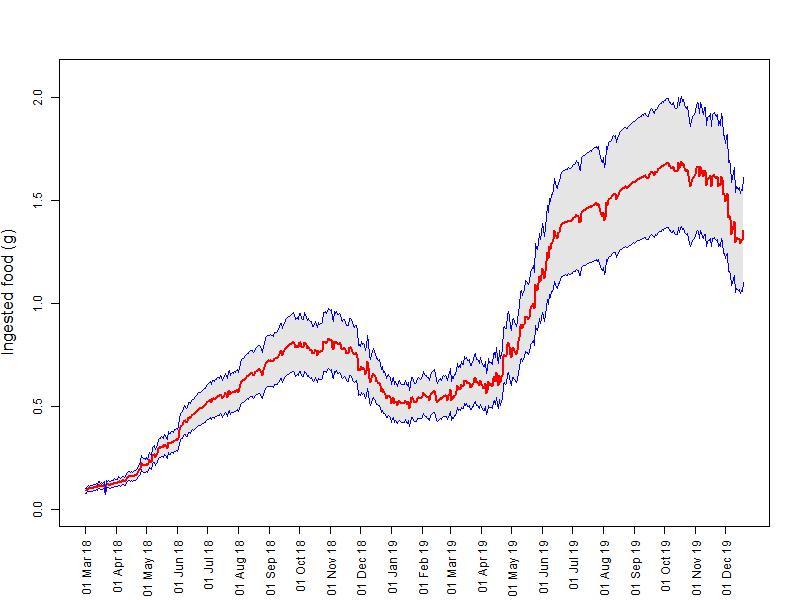 Ingested food (g)
2.0
1.5
1.0
0.5
0.0
01 Mar 18
01 Apr 18
01 May 18
01 Jun 18
01 Jul 18
01 Aug 18
01 Sep 18
01 Oct 18
01 Nov 18
01 Dec 18
01 Jan 19
01 Feb 19
01 Mar 19
01 Apr 19
01 May 19
01 Jun 19
01 Jul 19
01 Aug 19
01 Sep 19
01 Oct 19
01 Nov 19
01 Dec 19